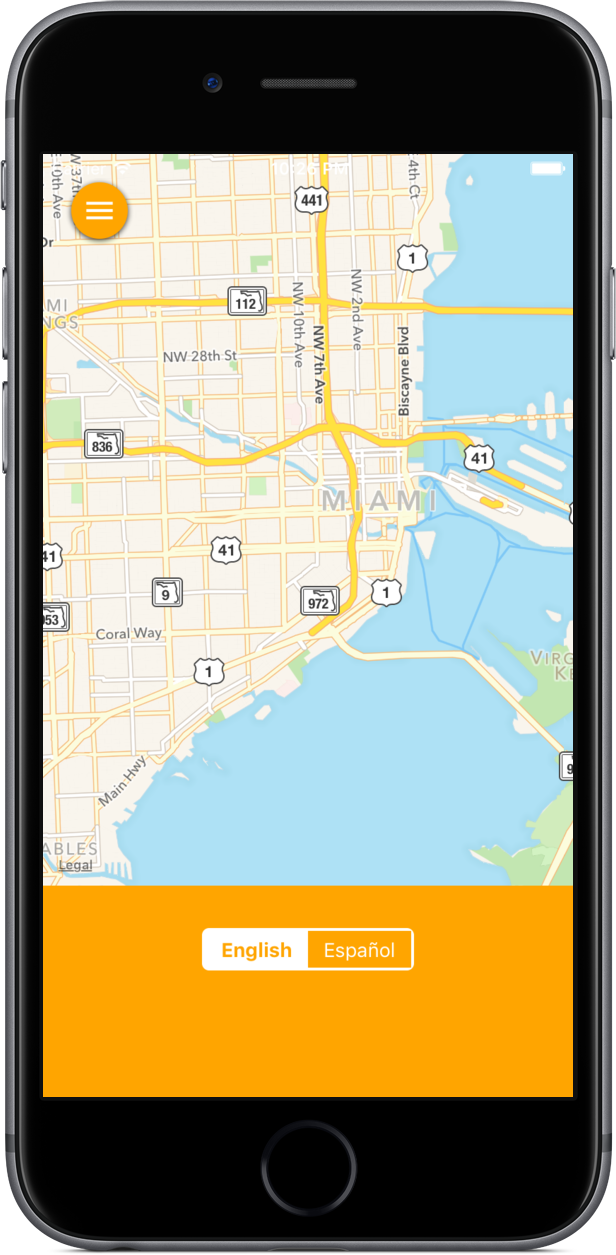 10:26 PM
NW 37th
10th Ave
4th Ct
441
1
Dr
112
MI
NGS
NW 10th Ave
NW 2nd Ave
NW 7th Ave
NW 28th St
Biscayne Blvd
836
41
MIAMI
41
41
9
1
972
953
Coral Way
1
VIRG
KE
Main Hwy
9
ABLES
Legal
English
Español